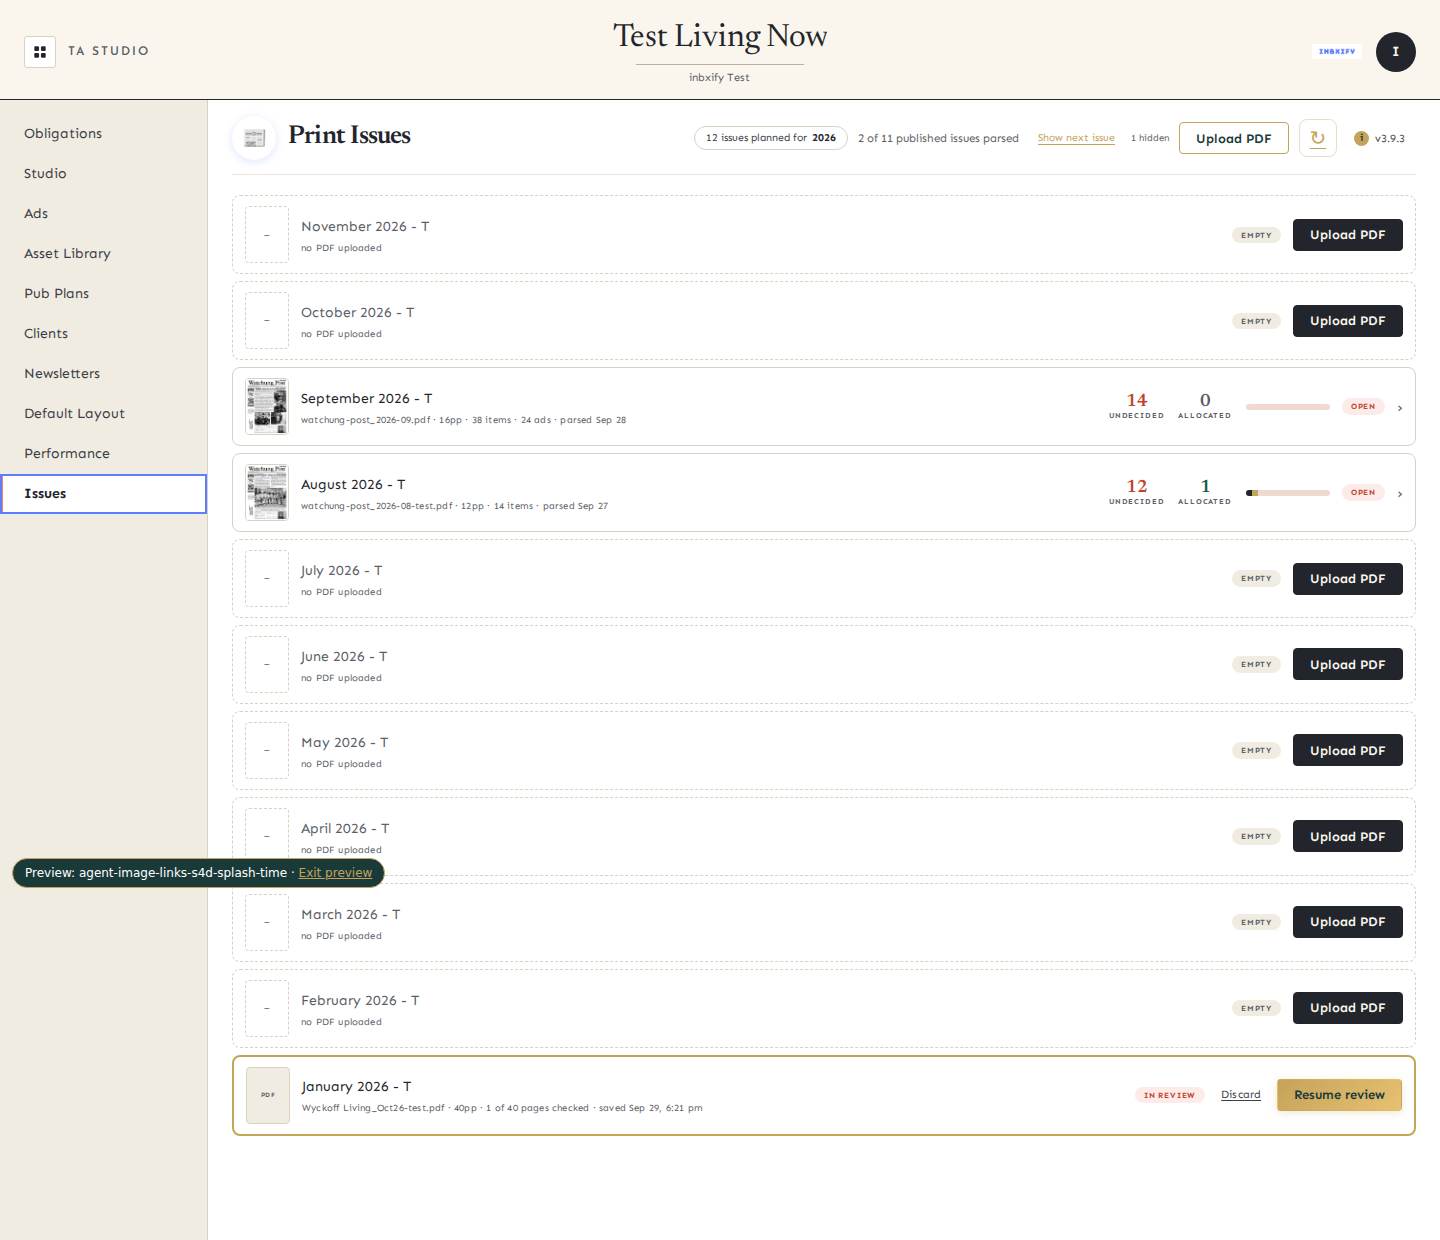 TA STUDIO
Test Living Now
inbxify Test
INBXIFY
I
Obligations
Studio
Ads
Asset Library
Pub Plans
Clients
Newsletters
Default Layout
Performance
Issues
Print Issues
12 issues planned for 2026
2 of 11 published issues parsed
Show next issue
1 hidden
Upload PDF
↻
i
v3.9.3
–
November 2026 - T
no PDF uploaded
EMPTY
Upload PDF
–
October 2026 - T
no PDF uploaded
EMPTY
Upload PDF
Watchung Post
September 2026 - T
watchung-post_2026-09.pdf · 16pp · 38 items · 24 ads · parsed Sep 28
14
UNDECIDED
0
ALLOCATED
OPEN
›
Watchung Post
August 2026 - T
watchung-post_2026-08-test.pdf · 12pp · 14 items · parsed Sep 27
12
UNDECIDED
1
ALLOCATED
OPEN
›
–
July 2026 - T
no PDF uploaded
EMPTY
Upload PDF
–
June 2026 - T
no PDF uploaded
EMPTY
Upload PDF
–
May 2026 - T
no PDF uploaded
EMPTY
Upload PDF
–
April 2026 - T
no PDF uploaded
EMPTY
Upload PDF
Preview: agent-image-links-s4d-splash-time · Exit preview
–
March 2026 - T
no PDF uploaded
EMPTY
Upload PDF
–
February 2026 - T
no PDF uploaded
EMPTY
Upload PDF
PDF
January 2026 - T
Wyckoff Living_Oct26-test.pdf · 40pp · 1 of 40 pages checked · saved Sep 29, 6:21 pm
IN REVIEW
Discard
Resume review